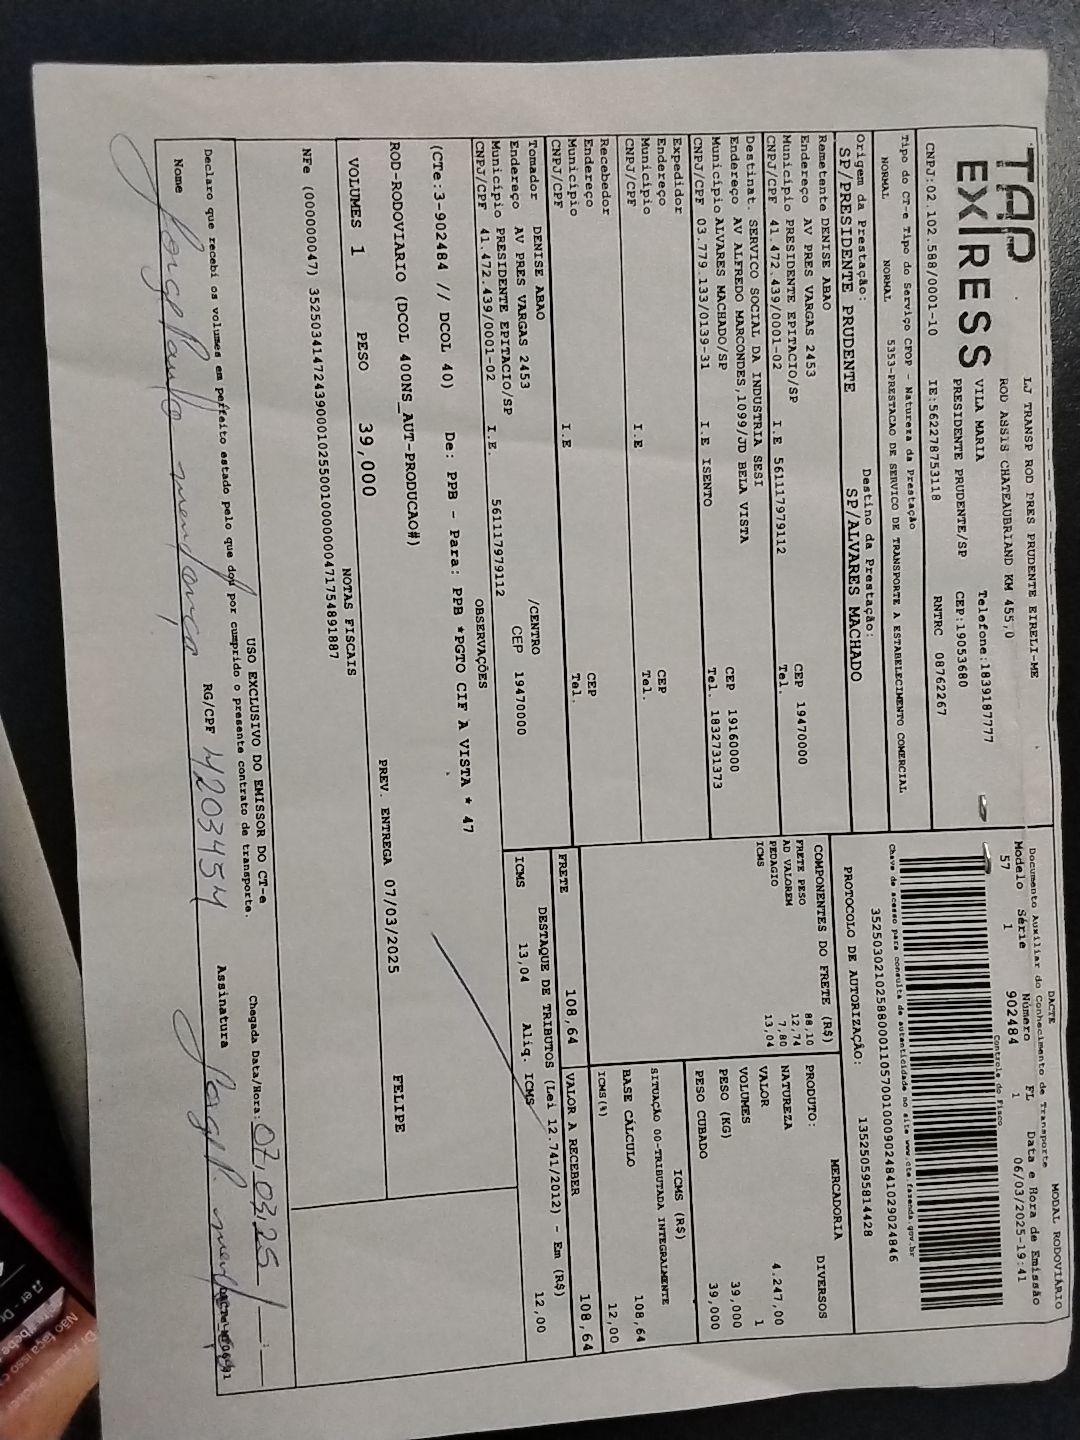 TAP EXPRESS
LJ TRANSP ROD PRES PRUDENTE EIRELI-ME
ROD ASSIS CHATEAUBRIAND KM 455,0
VILA MARIA Telefone:1839187777
PRESIDENTE PRUDENTE/SP CEP:19053680
CNPJ:02.102.588/0001-10 IE:562278753118 RNTRC 08762267
DACTE MODAL RODOVIÁRIO
Documento Auxiliar do Conhecimento de Transporte
Modelo Série Número FL Data e Hora de Emissão
57 1 902484 1 06/03/2025-19:41
Controle do Fisco
Chave de acesso para consulta de autenticidade no site www.cte.fazenda.gov.br
35250302102588000110570010009024841029024846
PROTOCOLO DE AUTORIZAÇÃO: 135250595814428
Tipo do CT-e Tipo do Serviço CFOP - Natureza da Prestação
NORMAL NORMAL 5353-PRESTACAO DE SERVICO DE TRANSPORTE A ESTABELECIMENTO COMERCIAL
Origem da Prestação: Destino da Prestação:
SP/PRESIDENTE PRUDENTE SP/ALVARES MACHADO
Remetente DENISE ABAO
Endereço AV PRES VARGAS 2453
Município PRESIDENTE EPITACIO/SP CEP 19470000
CNPJ/CPF 41.472.439/0001-02 I.E 561117979112 Tel.
Destinat. SERVICO SOCIAL DA INDUSTRIA SESI
Endereço AV ALFREDO MARCONDES,1099/JD BELA VISTA
Município ALVARES MACHADO/SP CEP 19160000
CNPJ/CPF 03.779.133/0139-31 I.E ISENTO Tel. 1832731373
Expedidor
Endereço
Município CEP
CNPJ/CPF I.E Tel.
Recebedor
Endereço
Município CEP
CNPJ/CPF I.E Tel.
Tomador DENISE ABAO
Endereço AV PRES VARGAS 2453 /CENTRO
Município PRESIDENTE EPITACIO/SP CEP 19470000
CNPJ/CPF 41.472.439/0001-02 I.E. 561117979112
COMPONENTES DO FRETE (R$)
FRETE PESO 88,10
AD VALOREM 12,74
PEDAGIO 7,80
ICMS 13,04
MERCADORIA
PRODUTO: DIVERSOS
NATUREZA
VALOR 4.247,00
VOLUMES 1
PESO (KG) 39,000
PESO CUBADO 39,000
ICMS (R$)
SITUAÇÃO 00-TRIBUTADA INTEGRALMENTE
BASE CÁLCULO 108,64
ICMS(%) 12,00
FRETE 108,64 VALOR A RECEBER 108,64
DESTAQUE DE TRIBUTOS (Lei 12.741/2012) - Em (R$)
ICMS 13,04 Aliq. ICMS 12,00
OBSERVAÇÕES
(CTe:3-902484 // DCOL 40) De: PPB - Para: PPB *PGTO CIF A VISTA * 47
ROD-RODOVIARIO (DCOL 400NS_AUT-PRODUCAO#)
PREV. ENTREGA 07/03/2025 FELIPE
VOLUMES 1 PESO 39,000
NOTAS FISCAIS
NFe (000000047) 35250341472439000102550010000000471754891887
USO EXCLUSIVO DO EMISSOR DO CT-e
Declaro que recebi os volumes em perfeito estado pelo que dou por cumprido o presente contrato de transporte.
Chegada Data/Hora: 07,03,25
Nome Jorge Paulo mendonça RG/CPF 4203454 Assinatura Jorge P.